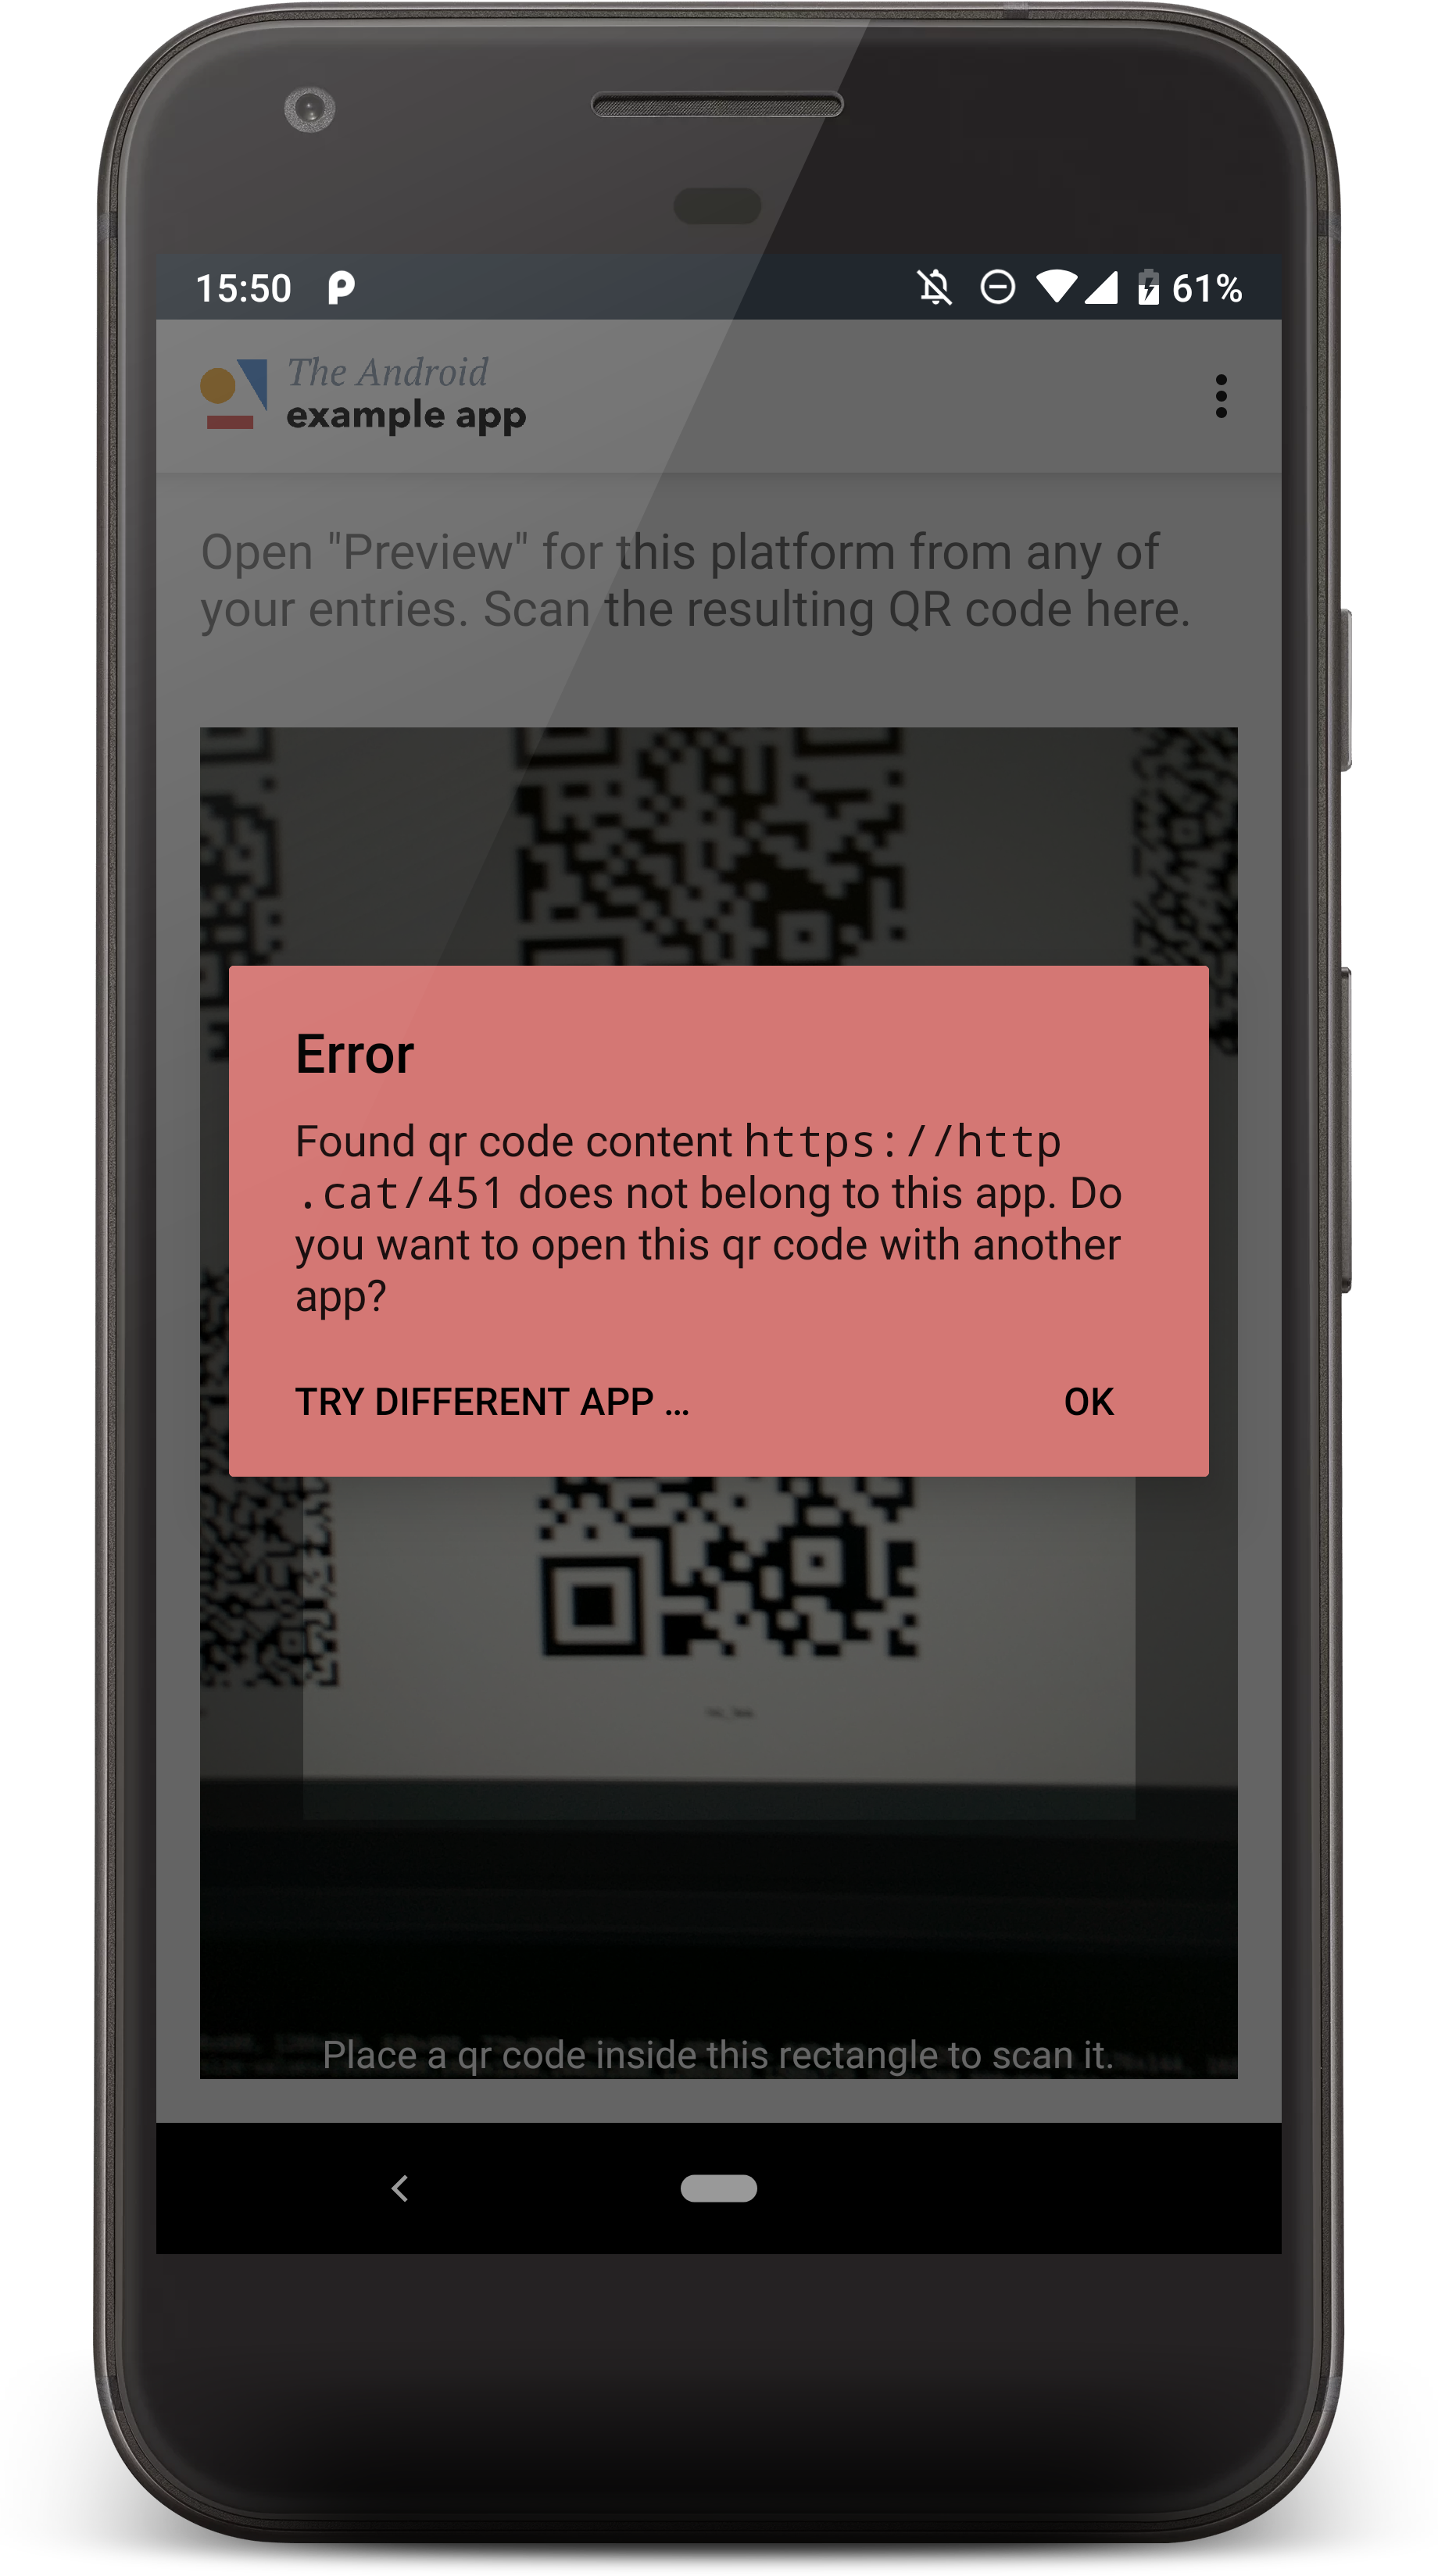 15:50 61%
The Android
example app
Open "Preview" for this platform from any of
your entries. Scan the resulting QR code here.
Error
Found qr code content https://http
.cat/451 does not belong to this app. Do
you want to open this qr code with another
app?
TRY DIFFERENT APP ... OK
Place a qr code inside this rectangle to scan it.